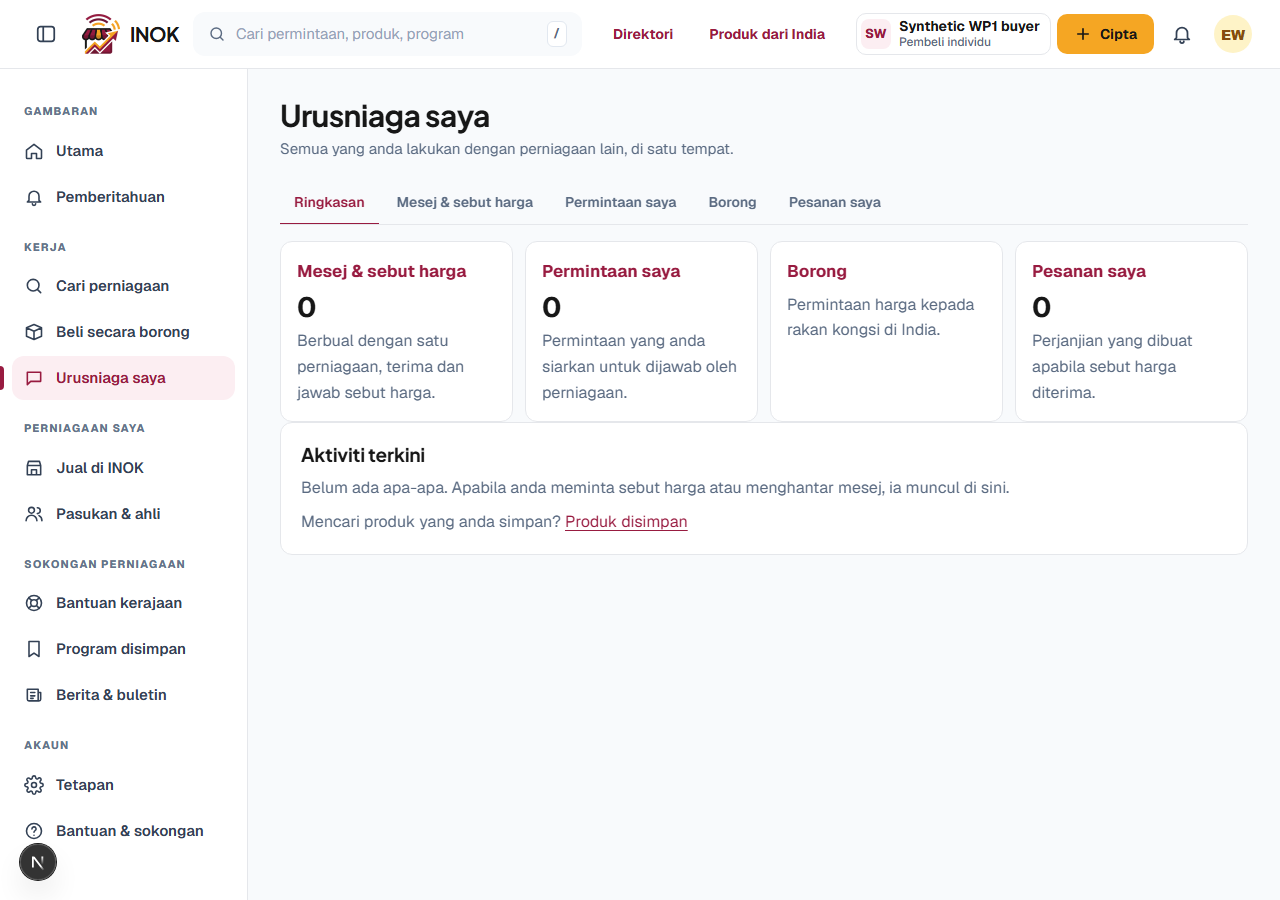 INOK
Cari permintaan, produk, program
/
Direktori
Produk dari India
SW
Synthetic WP1 buyer
Pembeli individu
Cipta
EW
GAMBARAN
Utama
Pemberitahuan
KERJA
Cari perniagaan
Beli secara borong
Urusniaga saya
PERNIAGAAN SAYA
Jual di INOK
Pasukan & ahli
SOKONGAN PERNIAGAAN
Bantuan kerajaan
Program disimpan
Berita & buletin
AKAUN
Tetapan
Bantuan & sokongan
N
Urusniaga saya
Semua yang anda lakukan dengan perniagaan lain, di satu tempat.
Ringkasan
Mesej & sebut harga
Permintaan saya
Borong
Pesanan saya
Mesej & sebut harga
0
Berbual dengan satu
perniagaan, terima dan
jawab sebut harga.
Permintaan saya
0
Permintaan yang anda
siarkan untuk dijawab oleh
perniagaan.
Borong
Permintaan harga kepada
rakan kongsi di India.
Pesanan saya
0
Perjanjian yang dibuat
apabila sebut harga
diterima.
Aktiviti terkini
Belum ada apa-apa. Apabila anda meminta sebut harga atau menghantar mesej, ia muncul di sini.
Mencari produk yang anda simpan? Produk disimpan